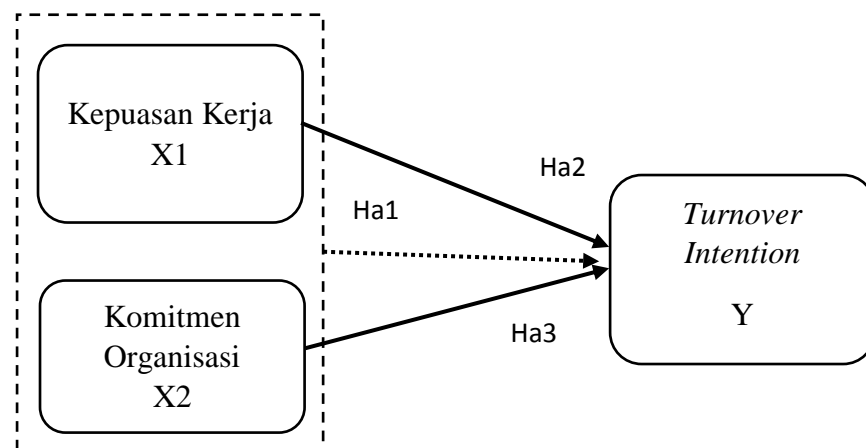 Kepuasan Kerja
X1
Ha2
Ha1
Turnover
Intention
Y
Komitmen
Organisasi
X2
Ha3